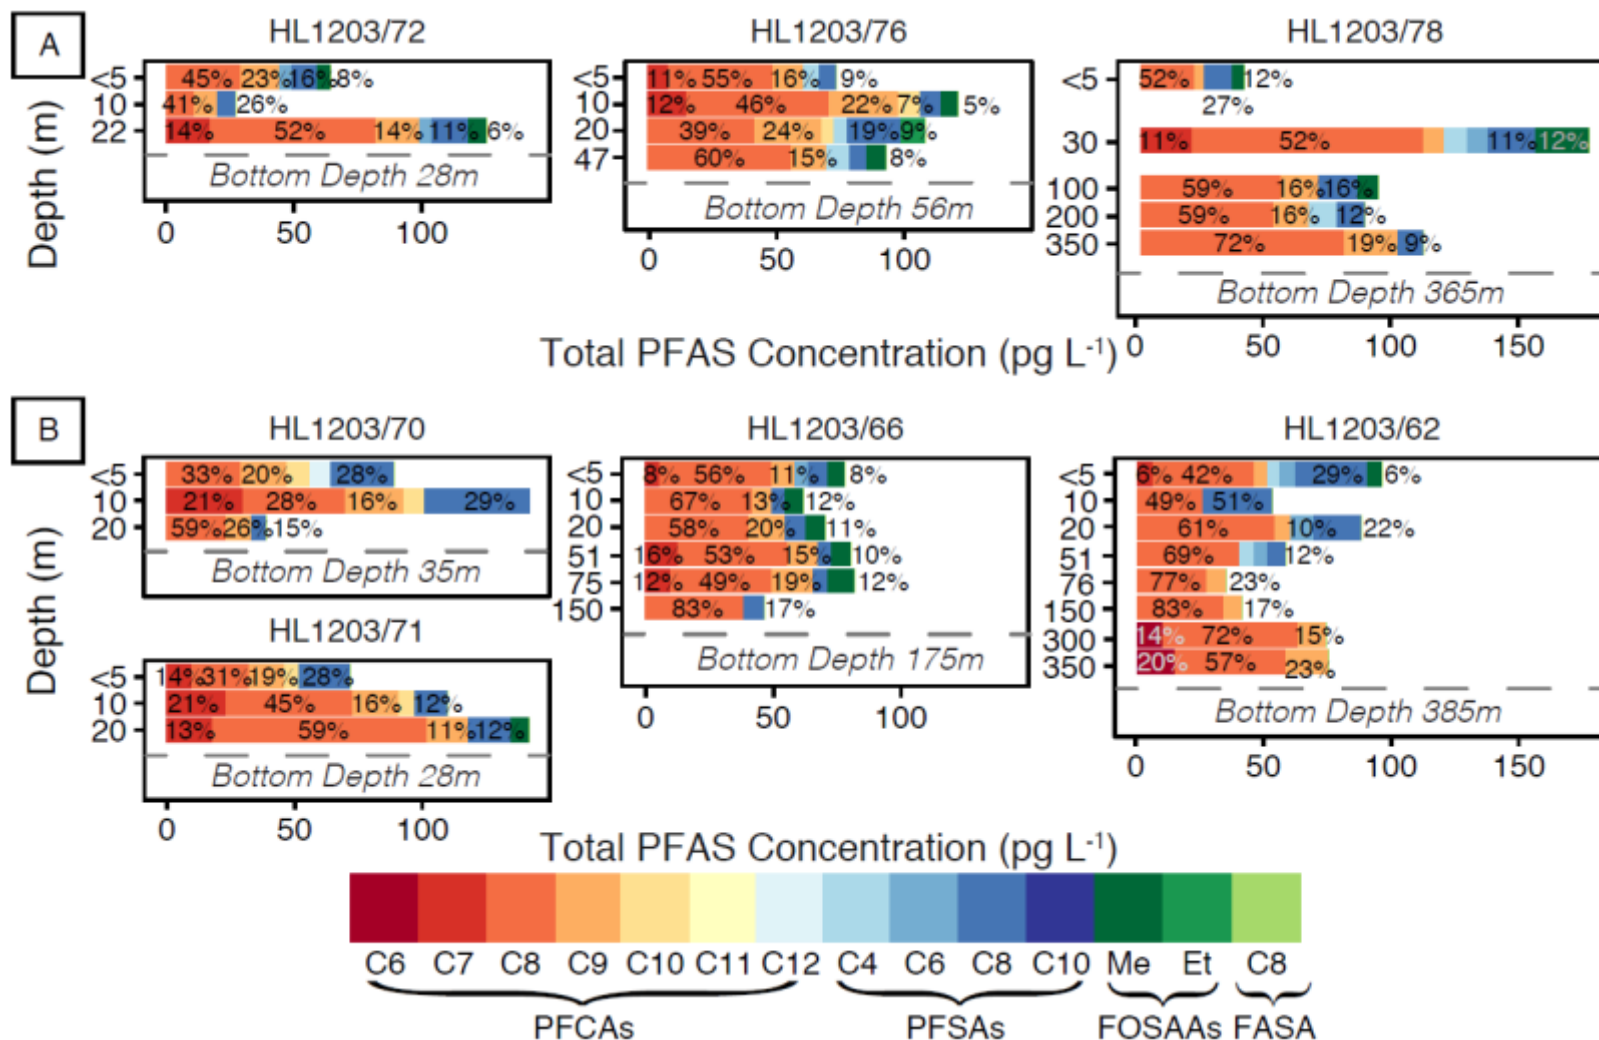 A
HL1203/72
HL1203/76
HL1203/78
Depth (m)
<5 45% 23% 16% 8%
10 41% 26%
22 14% 52% 14% 11% 6%
Bottom Depth 28m
0 50 100
<5 11% 55% 16% 9%
10 12% 46% 22% 7% 5%
20 39% 24% 19% 9%
47 60% 15% 8%
Bottom Depth 56m
0 50 100
<5 52% 12%
27%
30 11% 52% 11% 12%
100 59% 16% 16%
200 59% 16% 12%
350 72% 19% 9%
Bottom Depth 365m
0 50 100 150
Total PFAS Concentration (pg L-1)
B
HL1203/70
HL1203/66
HL1203/62
Depth (m)
<5 33% 20% 28%
10 21% 28% 16% 29%
20 59% 26% 15%
Bottom Depth 35m
HL1203/71
<5 14% 31% 19% 28%
10 21% 45% 16% 12%
20 13% 59% 11% 12%
Bottom Depth 28m
0 50 100
<5 8% 56% 11% 8%
10 67% 13% 12%
20 58% 20% 11%
51 16% 53% 15% 10%
75 12% 49% 19% 12%
150 83% 17%
Bottom Depth 175m
0 50 100
<5 6% 42% 29% 6%
10 49% 51%
20 61% 10% 22%
51 69% 12%
76 77% 23%
150 83% 17%
300 14% 72% 15%
350 20% 57% 23%
Bottom Depth 385m
0 50 100 150
Total PFAS Concentration (pg L-1)
C6 C7 C8 C9 C10 C11 C12 C4 C6 C8 C10 Me Et C8
PFCAs PFSAs FOSAAs FASA